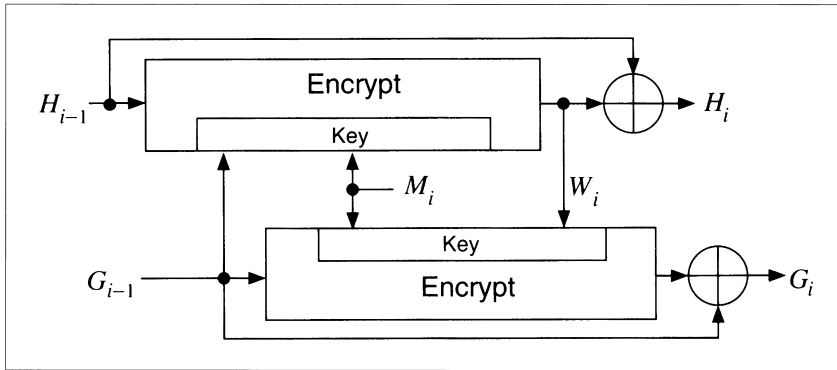 Encrypt
H_{i-1}
H_i
Key
M_i
W_i
Key
G_{i-1}
Encrypt
G_i